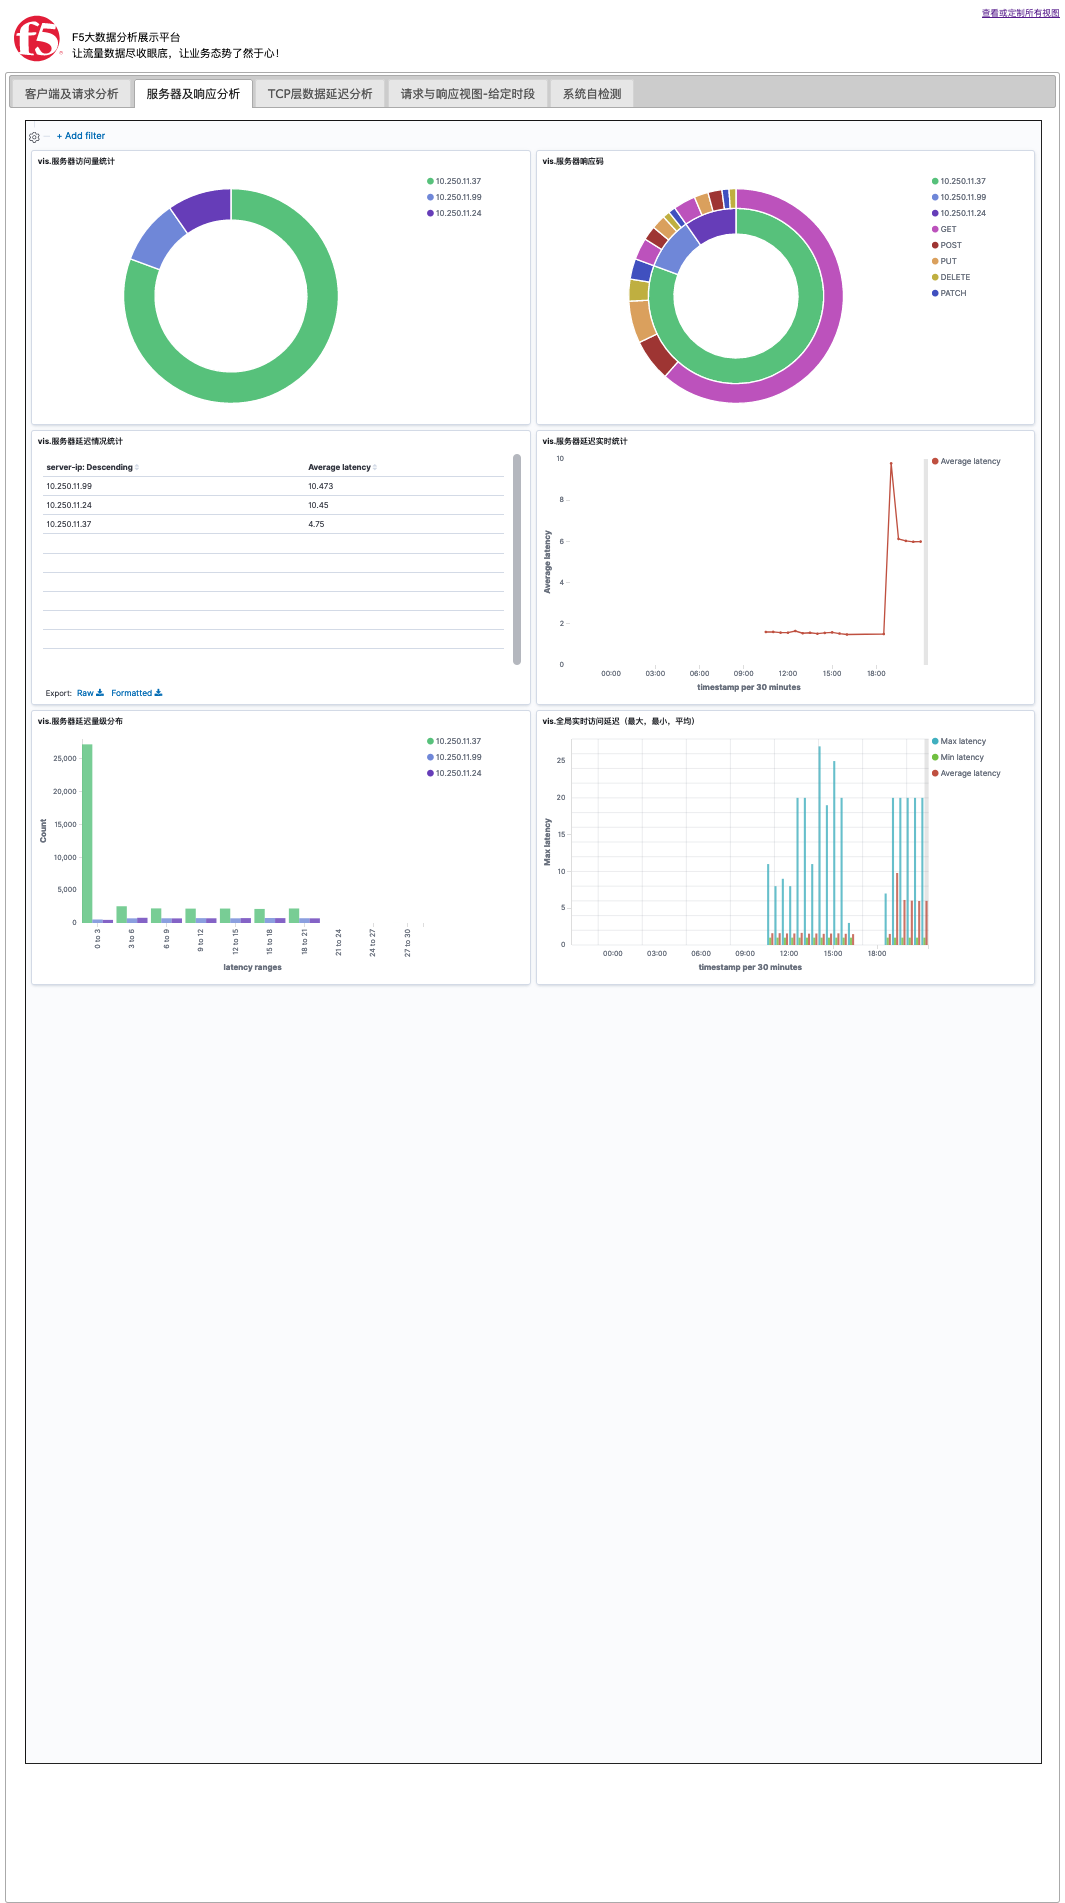 查看或定制所有视图
f5
F5大数据分析展示平台
让流量数据尽收眼底，让业务态势了然于心！
客户端及请求分析
服务器及响应分析
TCP层数据延迟分析
请求与响应视图-给定时段
系统自检测
+ Add filter
vis.服务器访问量统计
10.250.11.37
10.250.11.99
10.250.11.24
vis.服务器响应码
10.250.11.37
10.250.11.99
10.250.11.24
GET
POST
PUT
DELETE
PATCH
vis.服务器延迟情况统计
server-ip: Descending Average latency
10.250.11.99 10.473
10.250.11.24 10.45
10.250.11.37 4.75
Export: Raw Formatted
vis.服务器延迟实时统计
Average latency
10
8
6
4
2
0
Average latency
00:00 03:00 06:00 09:00 12:00 15:00 18:00
timestamp per 30 minutes
vis.服务器延迟量级分布
10.250.11.37
10.250.11.99
10.250.11.24
25,000
20,000
15,000
10,000
5,000
0
Count
0 to 3 3 to 6 6 to 9 9 to 12 12 to 15 15 to 18 18 to 21 21 to 24 24 to 27 27 to 30
latency ranges
vis.全局实时访问延迟（最大，最小，平均）
Max latency
Min latency
Average latency
25
20
15
10
5
0
Max latency
00:00 03:00 06:00 09:00 12:00 15:00 18:00
timestamp per 30 minutes